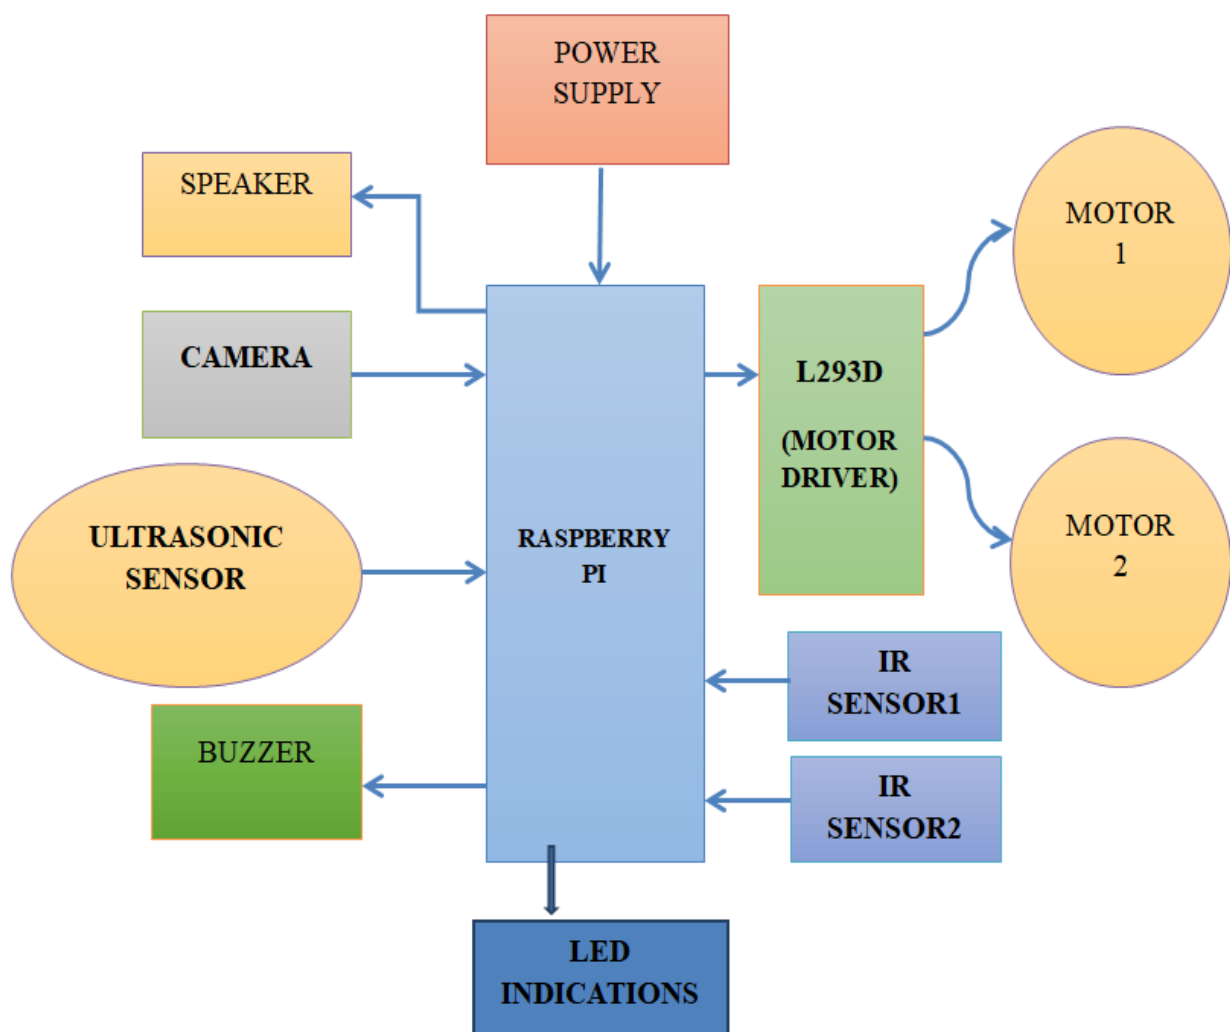 POWER
SUPPLY
SPEAKER
MOTOR
1
CAMERA
L293D
(MOTOR
DRIVER)
ULTRASONIC
SENSOR
RASPBERRY
PI
MOTOR
2
IR
SENSOR1
BUZZER
IR
SENSOR2
LED
INDICATIONS